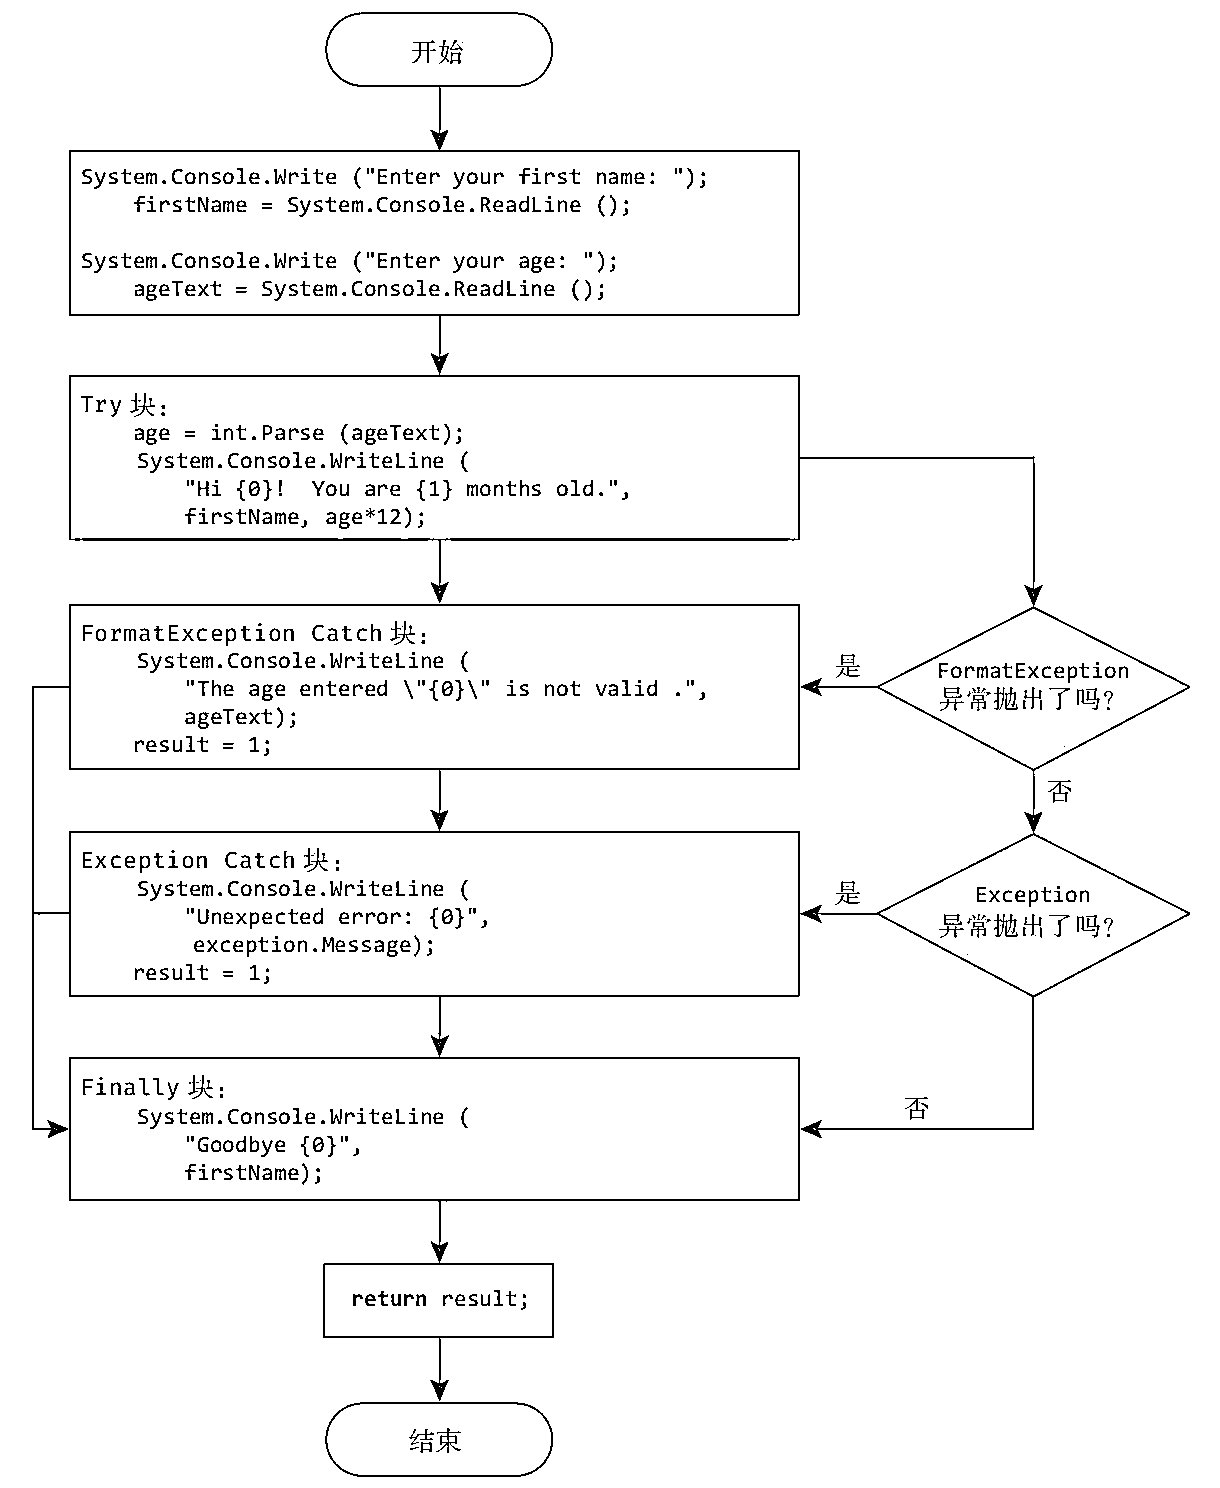 开始
System.Console.Write ("Enter your first name: ");
firstName = System.Console.ReadLine ();
System.Console.Write ("Enter your age: ");
ageText = System.Console.ReadLine ();
Try 块:
age = int.Parse (ageText);
System.Console.WriteLine (
"Hi {0}!  You are {1} months old.",
firstName, age*12);
FormatException Catch 块:
System.Console.WriteLine (
"The age entered \"{0}\" is not valid .",
ageText);
result = 1;
是
FormatException
异常抛出了吗?
否
Exception Catch 块:
System.Console.WriteLine (
"Unexpected error: {0}",
exception.Message);
result = 1;
是
Exception
异常抛出了吗?
Finally 块:
System.Console.WriteLine (
"Goodbye {0}",
firstName);
否
return result;
结束